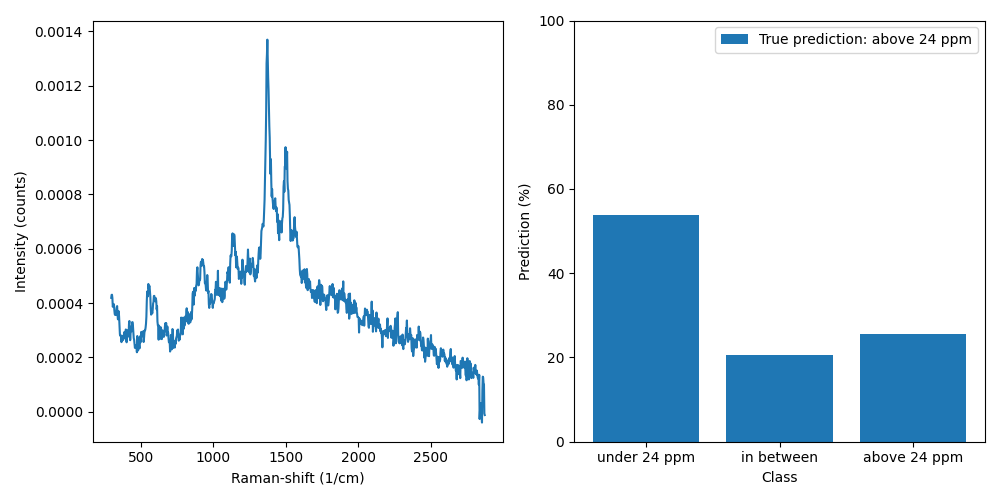 0.0014
0.0012
0.0010
0.0008
0.0006
0.0004
0.0002
0.0000
Intensity (counts)
500
1000
1500
2000
2500
Raman-shift (1/cm)
100
80
60
40
20
0
Prediction (%)
True prediction: above 24 ppm
under 24 ppm
in between
above 24 ppm
Class